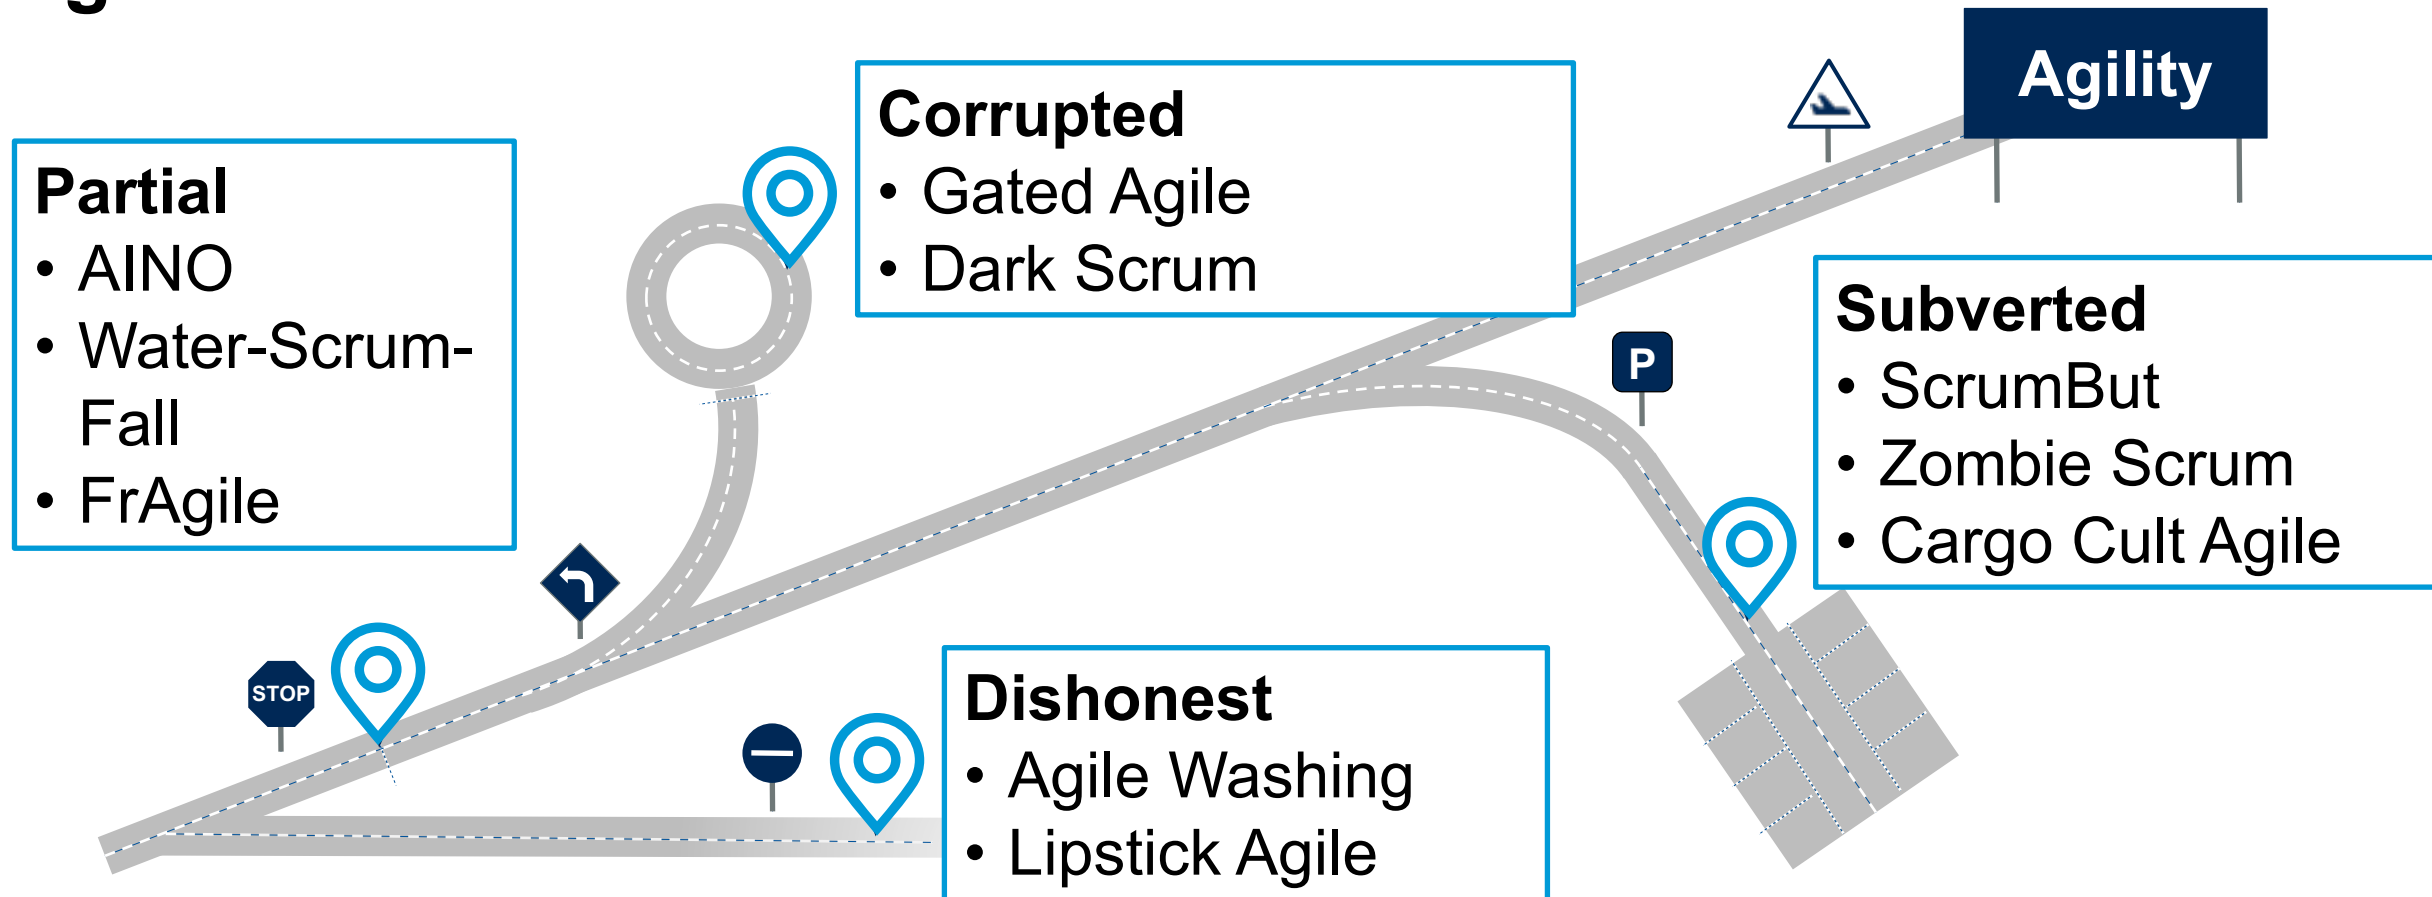 Agility
Corrupted
• Gated Agile
• Dark Scrum
Partial
• AINO
• Water-Scrum-
Fall
• FrAgile
Subverted
• ScrumBut
• Zombie Scrum
• Cargo Cult Agile
P
STOP
Dishonest
• Agile Washing
• Lipstick Agile